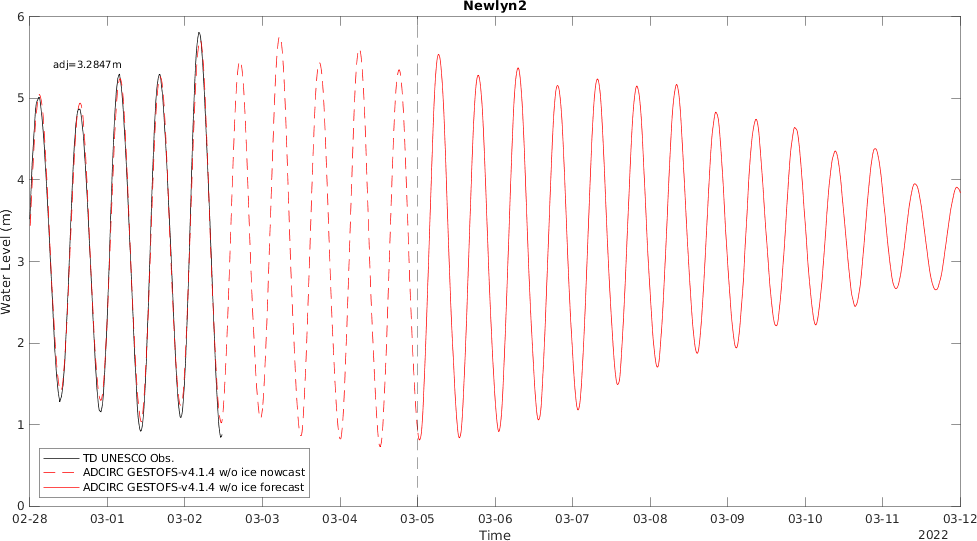 Newlyn2
6
adj=3.2847m
5
4
3
2
1
0
Water Level (m)
TD UNESCO Obs.
ADCIRC GESTOFS-v4.1.4 w/o ice nowcast
ADCIRC GESTOFS-v4.1.4 w/o ice forecast
02-28 03-01 03-02 03-03 03-04 03-05 03-06 03-07 03-08 03-09 03-10 03-11 03-12
Time
2022